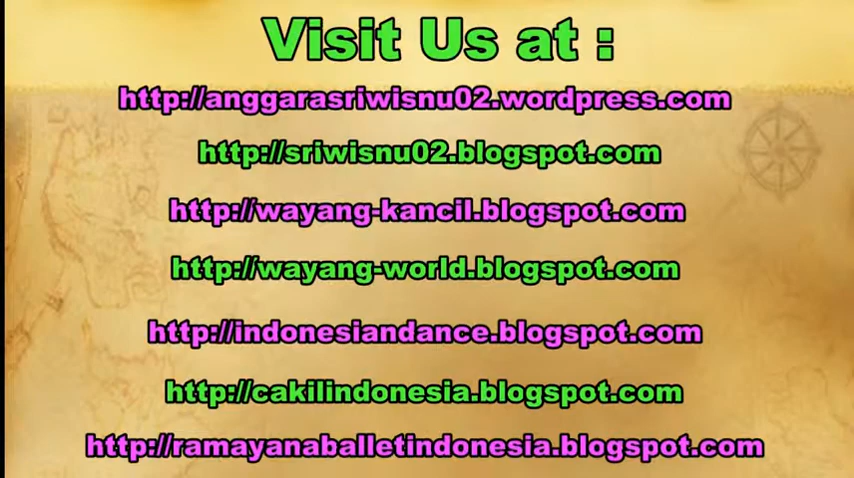 Visit Us at :
http://anggarasriwisnu02.wordpress.com
http://sriwisnu02.blogspot.com
http://wayang-kancil.blogspot.com
http://wayang-world.blogspot.com
http://indonesiandance.blogspot.com
http://cakilindonesia.blogspot.com
http://ramayanaballetindonesia.blogspot.com